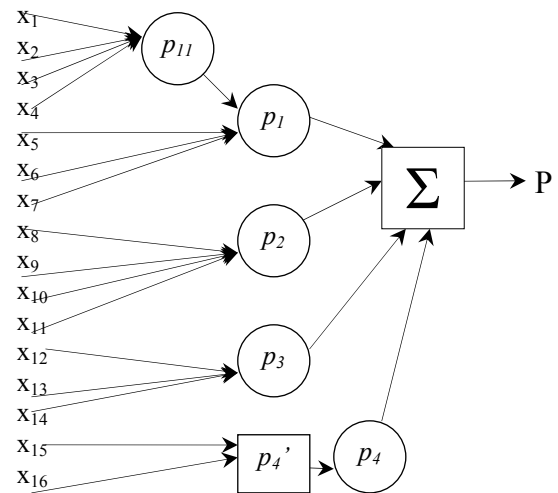 x₁
x₂
x₃
x₄
x₅
x₆
x₇
x₈
x₉
x₁₀
x₁₁
x₁₂
x₁₃
x₁₄
x₁₅
x₁₆
p₁₁
p₁
p₂
p₃
p₄’
p₄
Σ
P